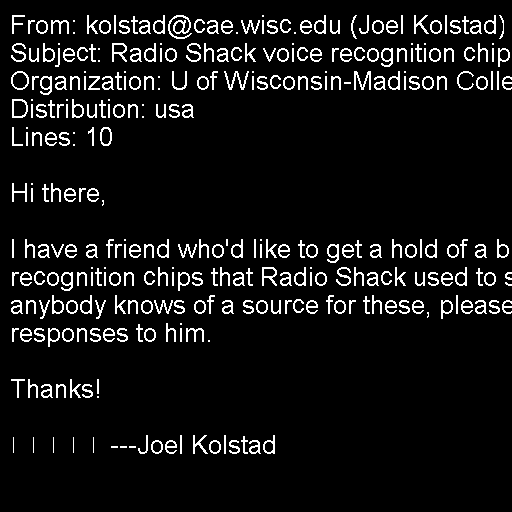 From: kolstad@cae.wisc.edu (Joel Kolstad)
Subject: Radio Shack voice recognition chip
Organization: U of Wisconsin-Madison Colle
Distribution: usa
Lines: 10
Hi there,
I have a friend who'd like to get a hold of a b
recognition chips that Radio Shack used to s
anybody knows of a source for these, please
responses to him.
Thanks!
---Joel Kolstad